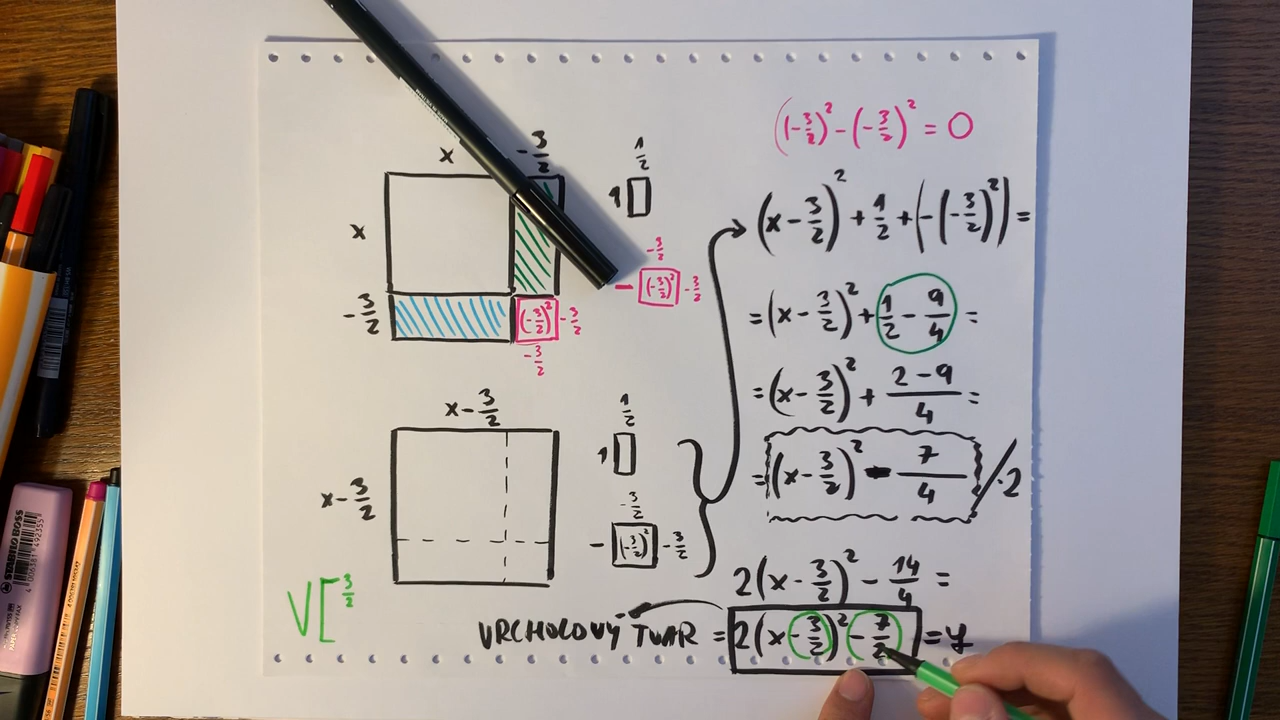 (-3/2)² - (-3/2)² = 0
x
-3/2
x
-3/2
(-3/2)²
-3/2
-3/2
1/2
1
-3/2
- (-3/2)² -3/2
(x - 3/2)² + 1/2 + (-(-3/2)²) =
= (x - 3/2)² + 1/2 - 9/4 =
= (x - 3/2)² + (2-9)/4 =
= (x - 3/2)² - 7/4 / ·2
x - 3/2
x - 3/2
1/2
1
-3/2
- (-3/2)² -3/2
2(x - 3/2)² - 14/4 =
V[ 3/2
VRCHOLOVÝ TVAR = 2(x - 3/2)² - 7/2 = y
STABILO BOSS